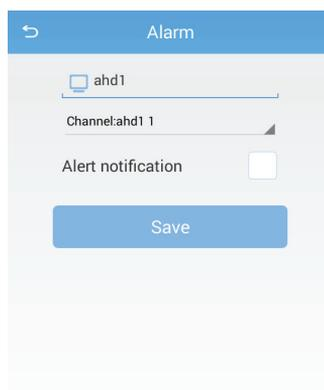 Alarm
ahd1
Channel:ahd1 1
Alert notification
Save